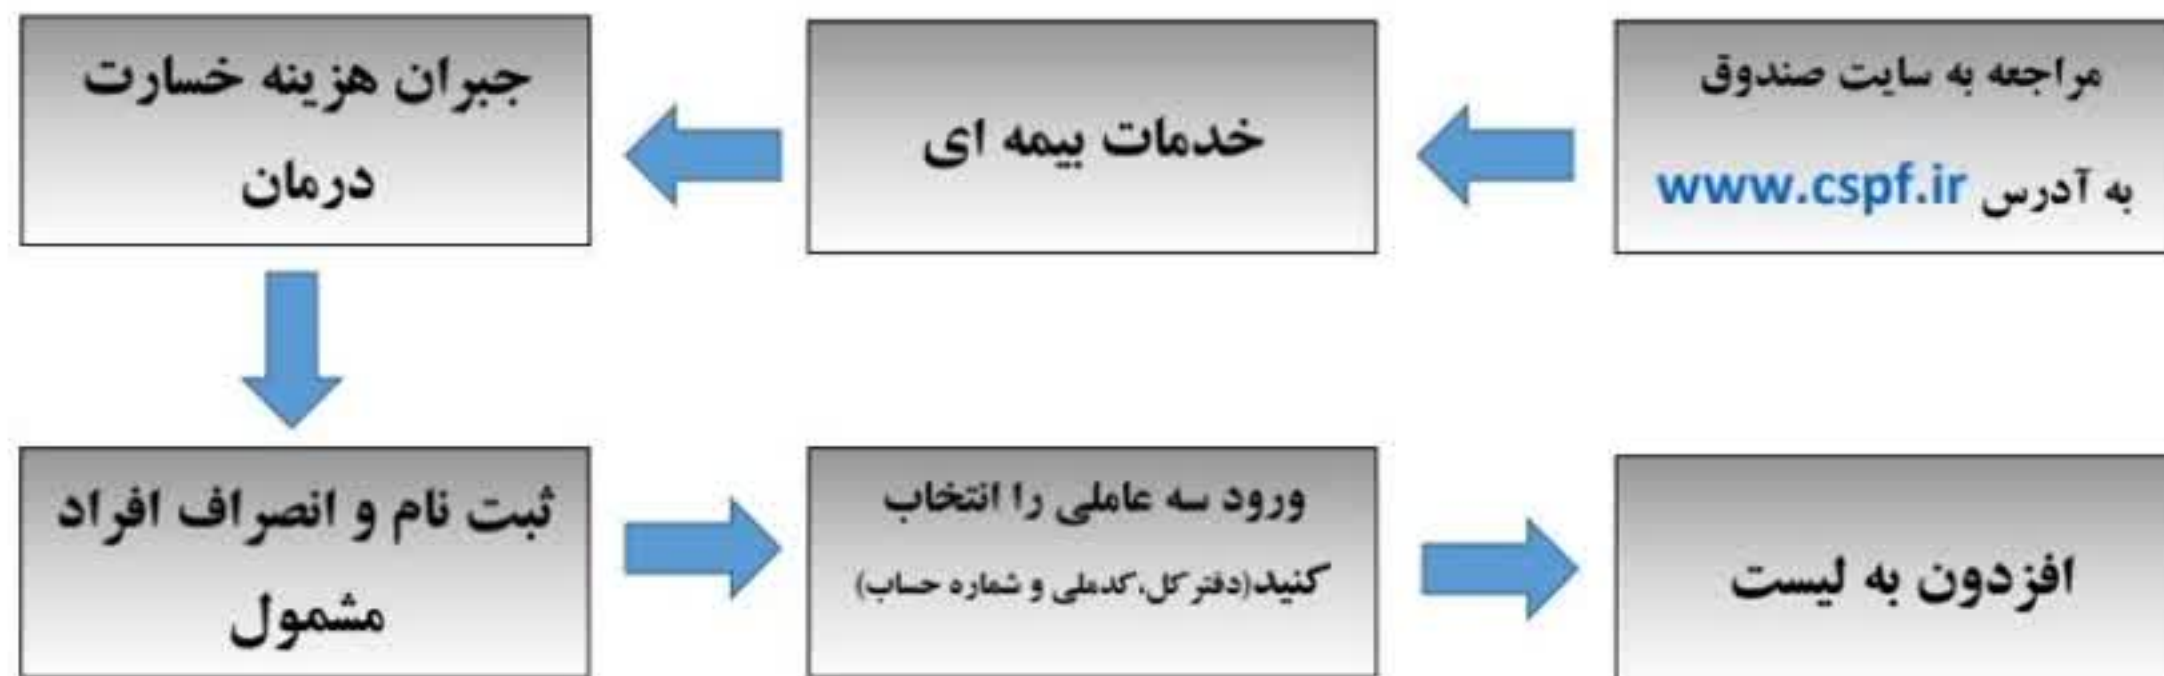 مراجعه به سایت صندوق
به آدرس www.cspf.ir
خدمات بیمه ای
جبران هزینه خسارت
درمان
ثبت نام و انصراف افراد
مشمول
ورود سه عاملی را انتخاب
کنید(دفتر کل،کدملی و شماره حساب)
افزدون به لیست